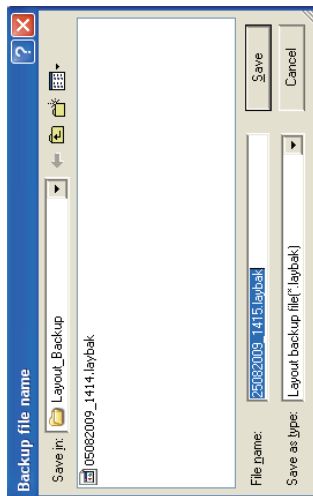 Backup file name
Save in: Layout_Backup
05082009_1414.laybak
File name: 25082009_1415.laybak Save
Save as type: Layout backup file(*.laybak) Cancel